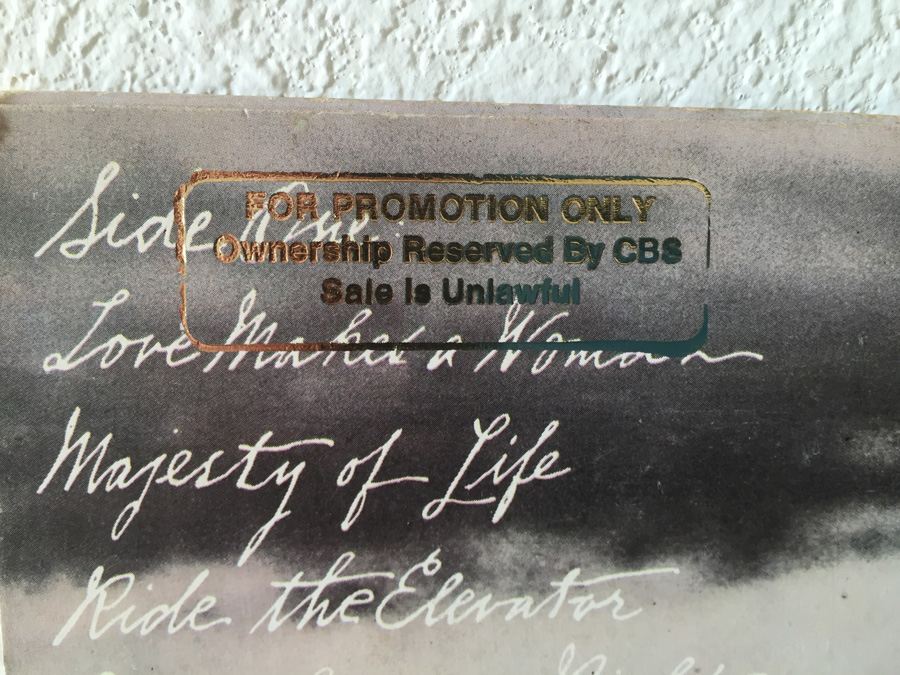 Side One
FOR PROMOTION ONLY
Ownership Reserved By CBS
Sale Is Unlawful
Love Makes a Woman
Majesty of Life
Ride the Elevator